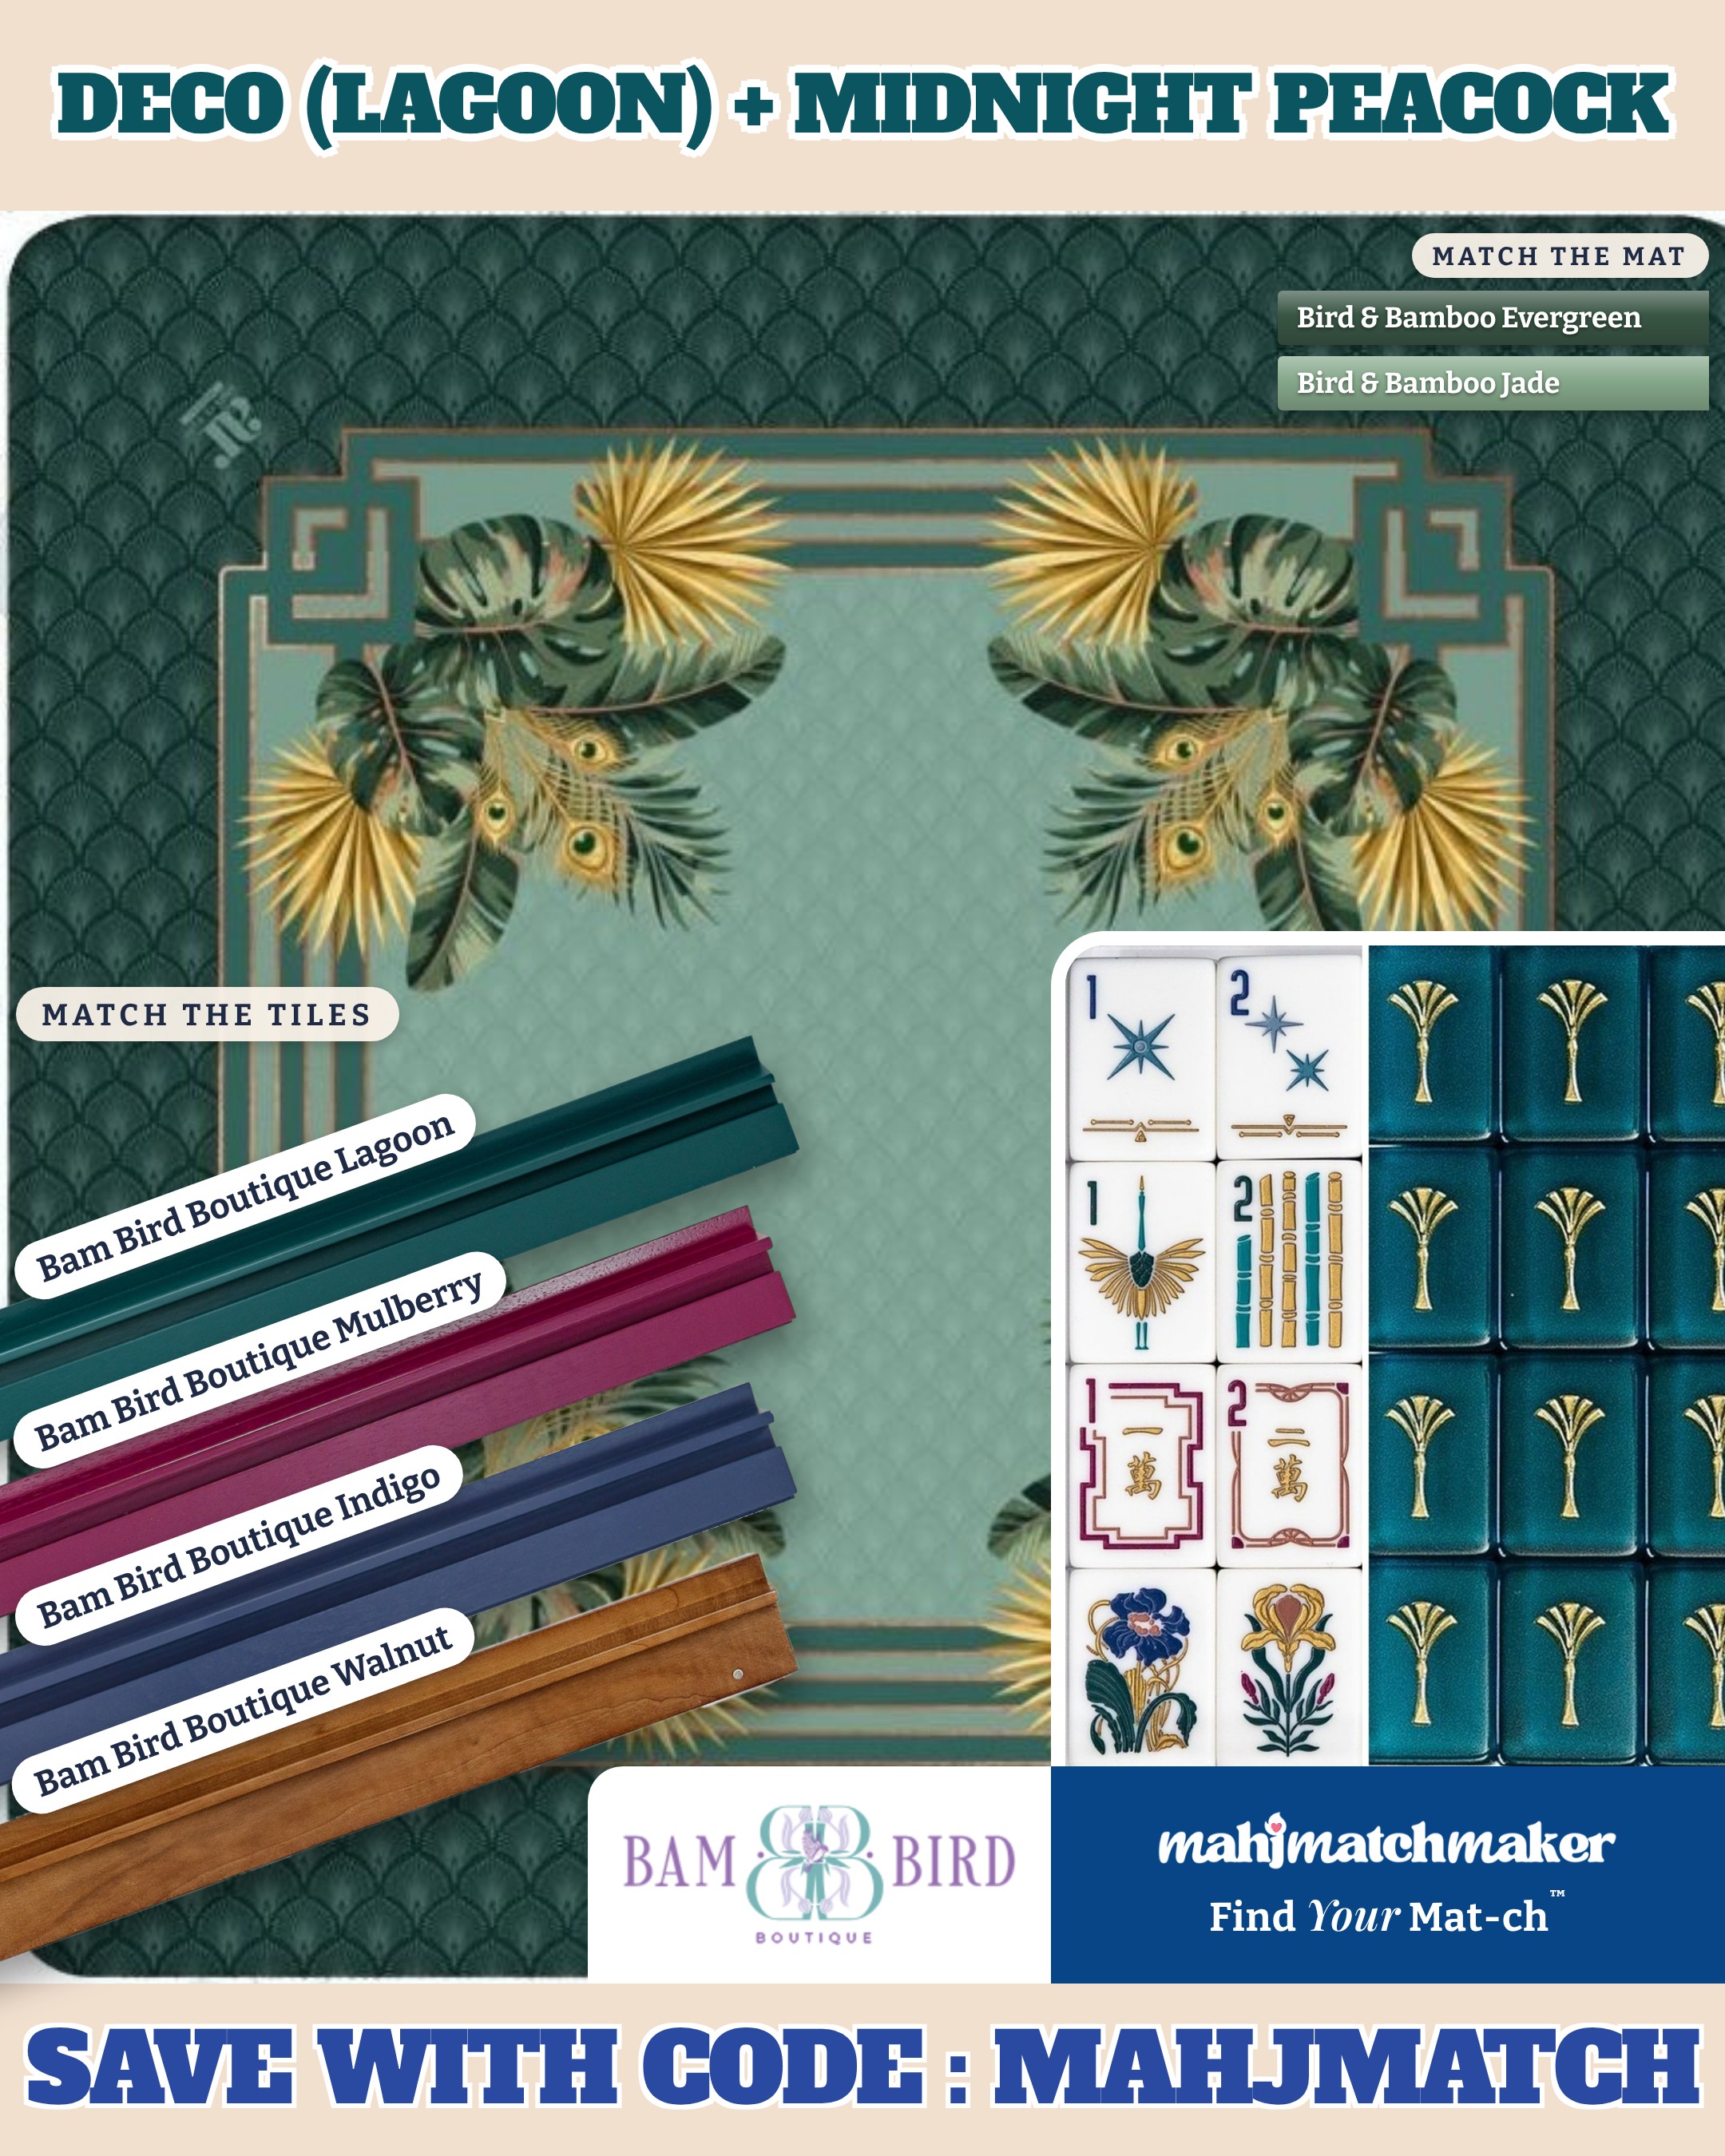 DECO (LAGOON) + MIDNIGHT PEACOCK
MATCH THE MAT
Bird & Bamboo Evergreen
Bird & Bamboo Jade
MATCH THE TILES
Bam Bird Boutique Lagoon
Bam Bird Boutique Mulberry
Bam Bird Boutique Indigo
Bam Bird Boutique Walnut
1 2
1 2
1 2
一 二
萬 萬
BAM BIRD
BOUTIQUE
mahjmatchmaker
Find Your Mat-ch™
SAVE WITH CODE : MAHJMATCH